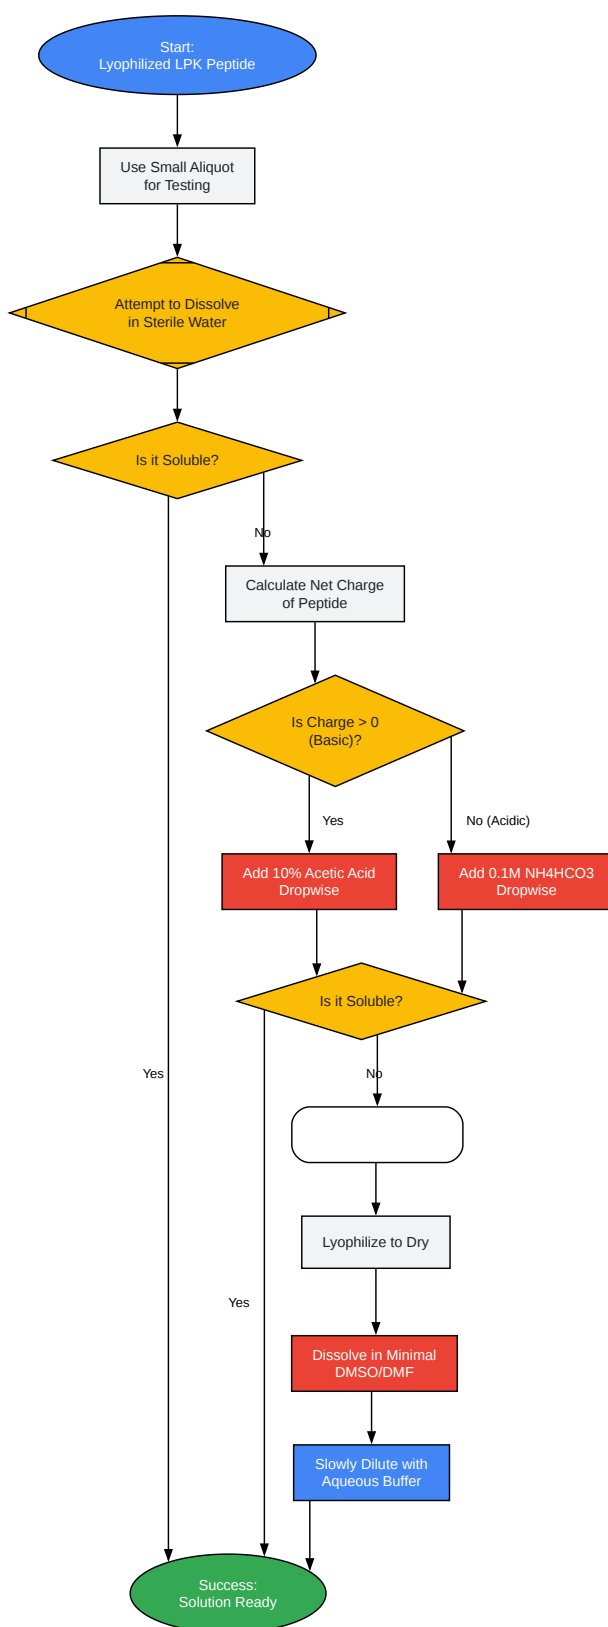 Start:
Lyophilized LPK Peptide
Use Small Aliquot
for Testing
Attempt to Dissolve
in Sterile Water
Is it Soluble?
No
Calculate Net Charge
of Peptide
Is Charge > 0
(Basic)?
Yes
No (Acidic)
Add 10% Acetic Acid
Dropwise
Add 0.1M NH4HCO3
Dropwise
Is it Soluble?
Yes
No
Lyophilize to Dry
Yes
Dissolve in Minimal
DMSO/DMF
Slowly Dilute with
Aqueous Buffer
Success:
Solution Ready